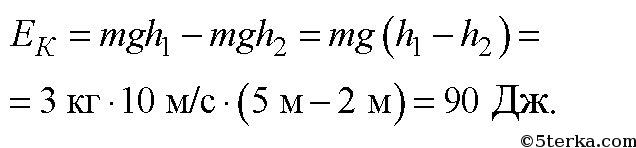 E_K = mgh₁ − mgh₂ = mg(h₁ − h₂) =
= 3 кг · 10 м/с · (5 м − 2 м) = 90 Дж.
©5terka.com